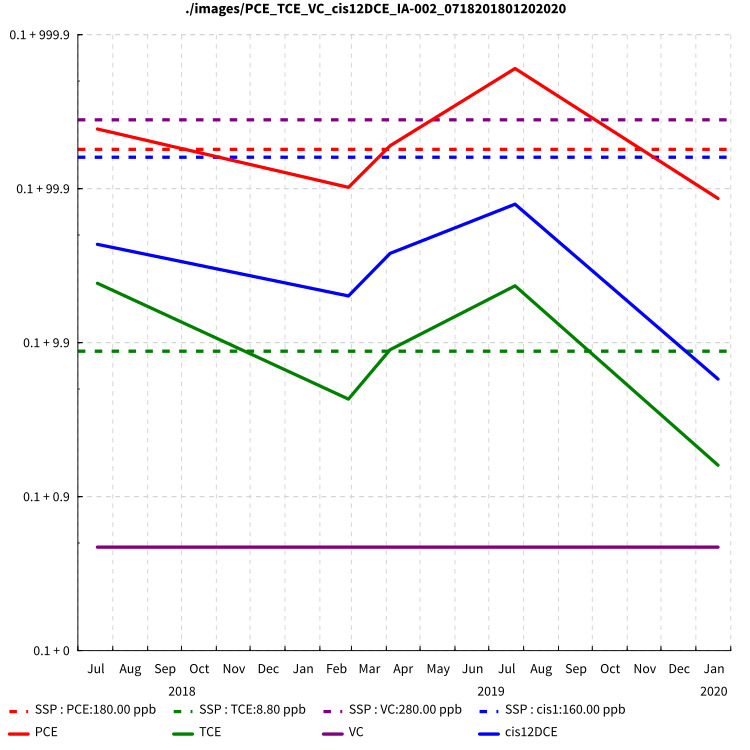 ./images/PCE_TCE_VC_cis12DCE_IA-002_0718201801202020
0.1 + 999.9
0.1 + 99.9
0.1 + 9.9
0.1 + 0.9
0.1 + 0
Jul Aug Sep Oct Nov Dec Jan Feb Mar Apr May Jun Jul Aug Sep Oct Nov Dec Jan
2018 2019 2020
SSP : PCE:180.00 ppb SSP : TCE:8.80 ppb SSP : VC:280.00 ppb SSP : cis1:160.00 ppb
PCE TCE VC cis12DCE